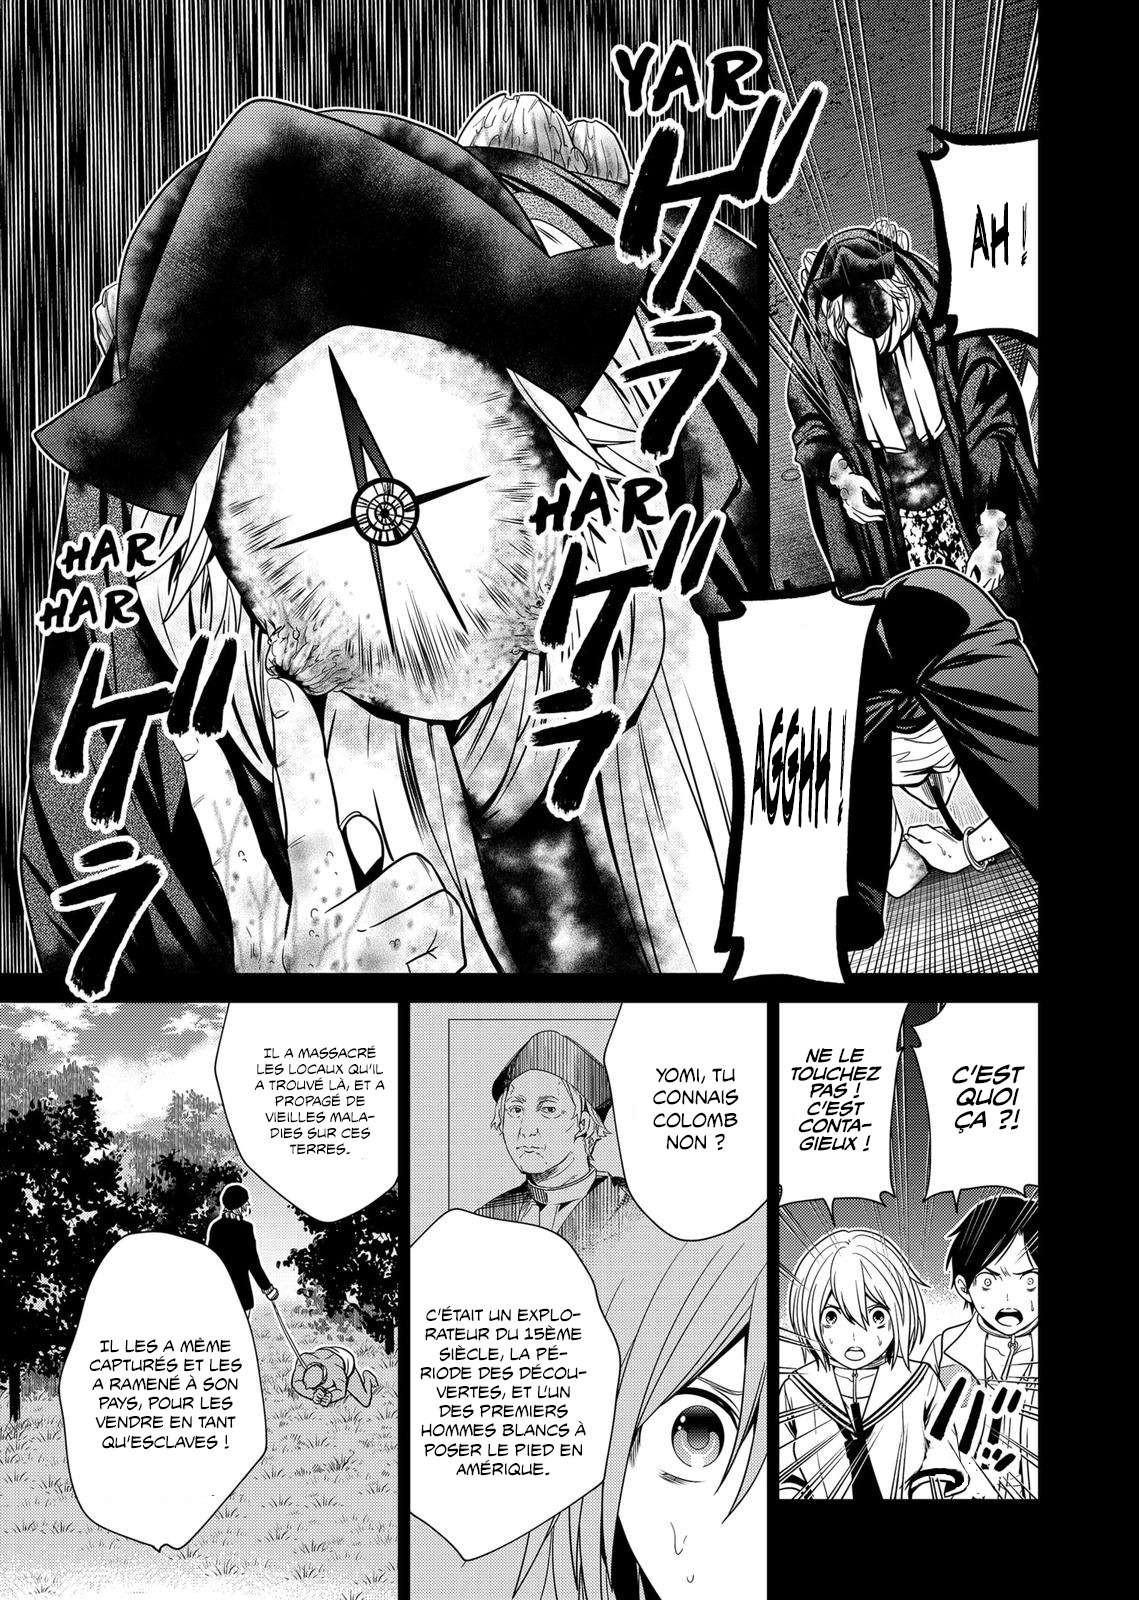 AH !
AGGHH !
YAR
ゲ"
ラ
HAR
HAR
ゲ"
ラ
HAR
ゲ"
ラ
C'EST
QUOI
ÇA ?!
NE LE
TOUCHEZ
PAS !
C'EST
CONTA-
GIEUX !
YOMI, TU
CONNAIS
COLOMB
NON ?
C'ÉTAIT UN EXPLO-
RATEUR DU 15ÈME
SIÈCLE, LA PÉ-
RIODE DES DÉCOU-
VERTES, ET L'UN
DES PREMIERS
HOMMES BLANCS À
POSER LE PIED EN
AMÉRIQUE.
IL A MASSACRÉ
LES LOCAUX QU'IL
A TROUVÉ LÀ, ET A
PROPAGÉ DE
VIEILLES MALA-
DIES SUR CES
TERRES.
IL LES A MÊME
CAPTURÉS ET LES
A RAMENÉ À SON
PAYS, POUR LES
VENDRE EN TANT
QU'ESCLAVES !